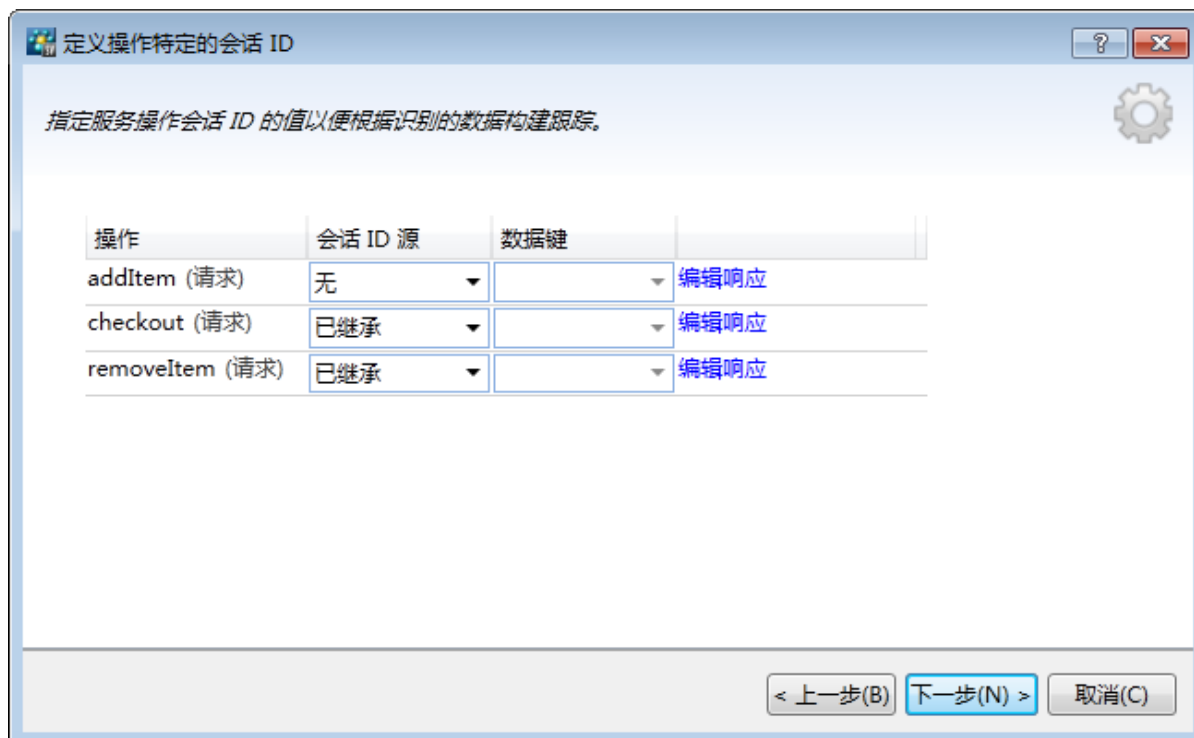 定义操作特定的会话 ID
指定服务操作会话 ID 的值以便根据识别的数据构建跟踪。
操作 会话 ID 源 数据键
addItem (请求) 无 编辑响应
checkout (请求) 已继承 编辑响应
removeItem (请求) 已继承 编辑响应
< 上一步(B) 下一步(N) > 取消(C)